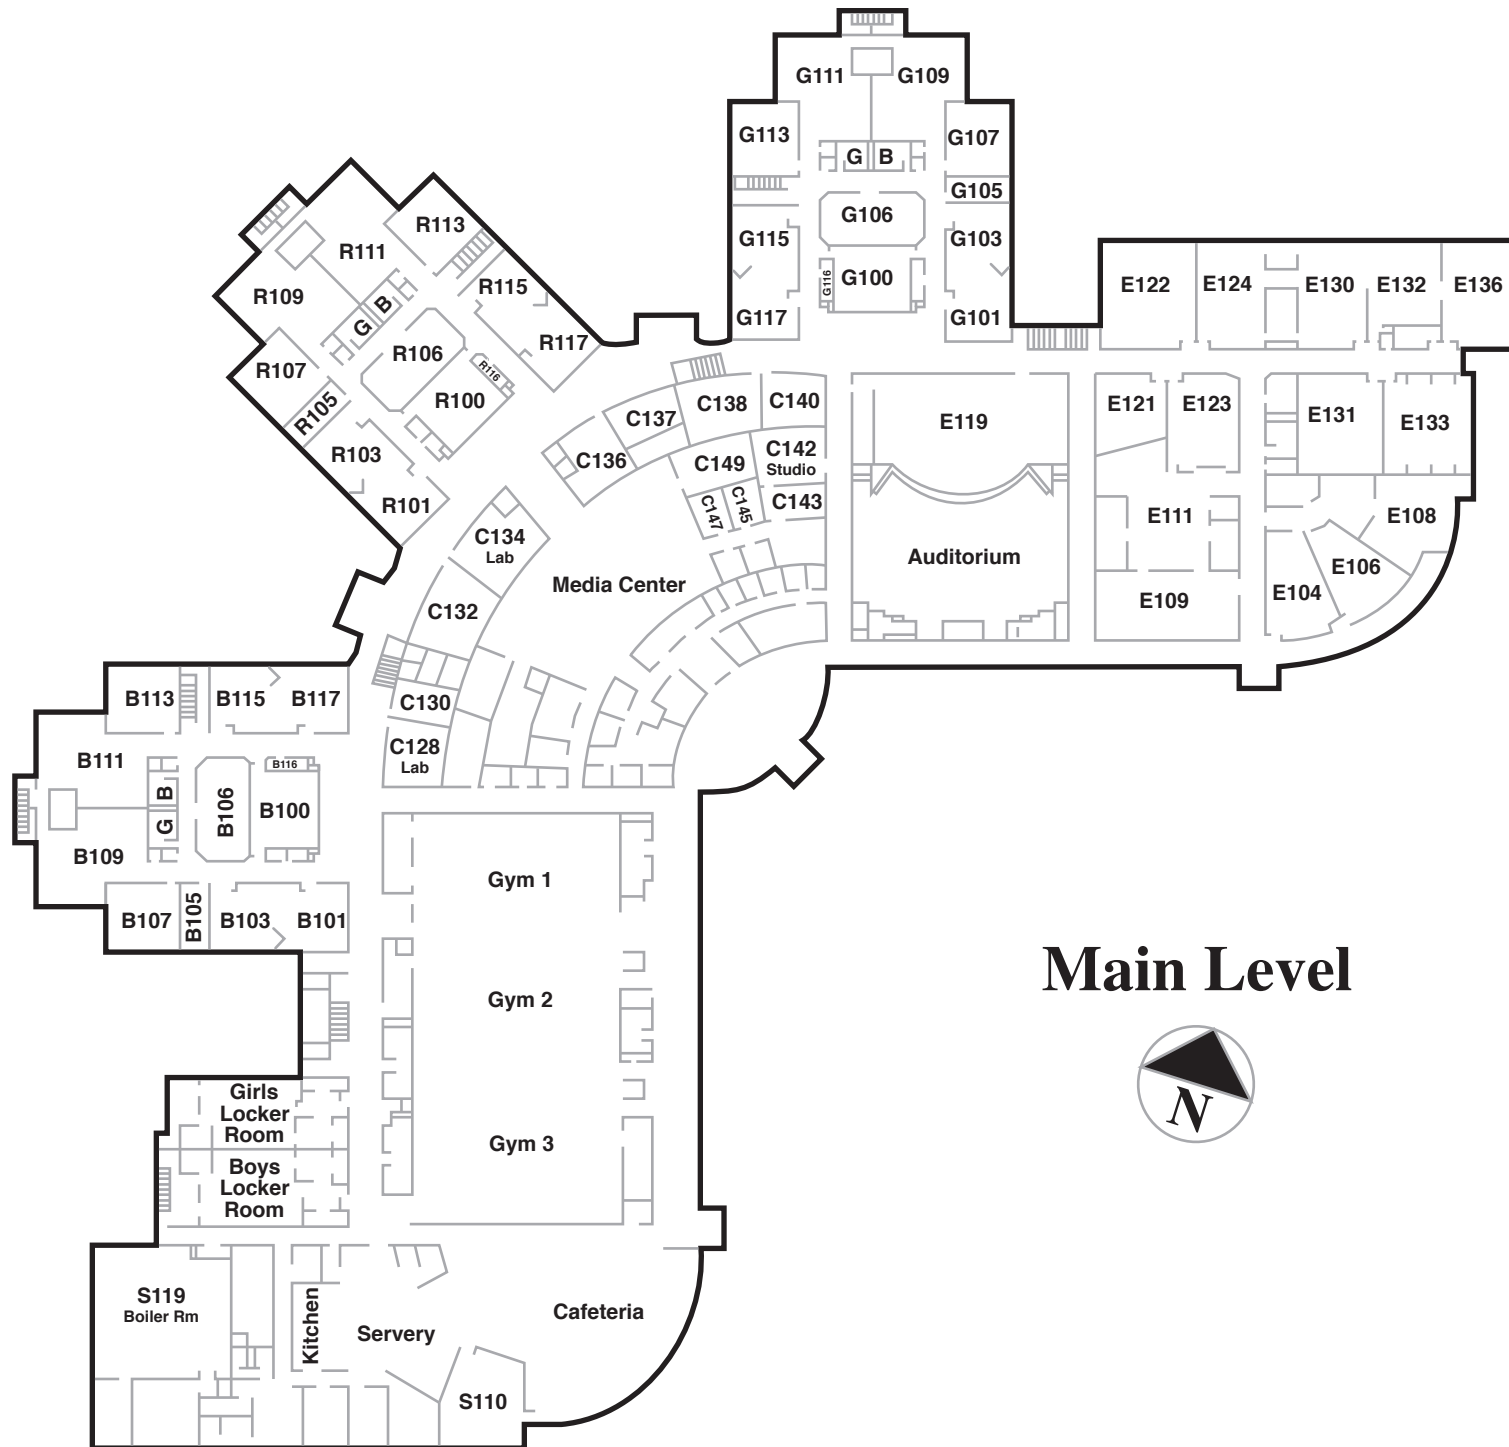 G111
G109
G113
G107
G
B
G105
G106
G115
G103
G116
G100
G117
G101
R113
R111
R109
R115
B
G
R117
R106
R107
R116
R100
R105
R103
R101
E122
E124
E130
E132
E136
C138
C140
C137
C136
C149
C142
Studio
C147
C145
C143
C134
Lab
Media Center
C132
C130
C128
Lab
E119
Auditorium
E121
E123
E131
E133
E111
E108
E106
E104
E109
B113
B115
B117
B111
B116
B
B106
B100
G
B109
B107
B105
B103
B101
Gym 1
Gym 2
Gym 3
Main Level
N
Girls
Locker
Room
Boys
Locker
Room
S119
Boiler Rm
Kitchen
Servery
Cafeteria
S110